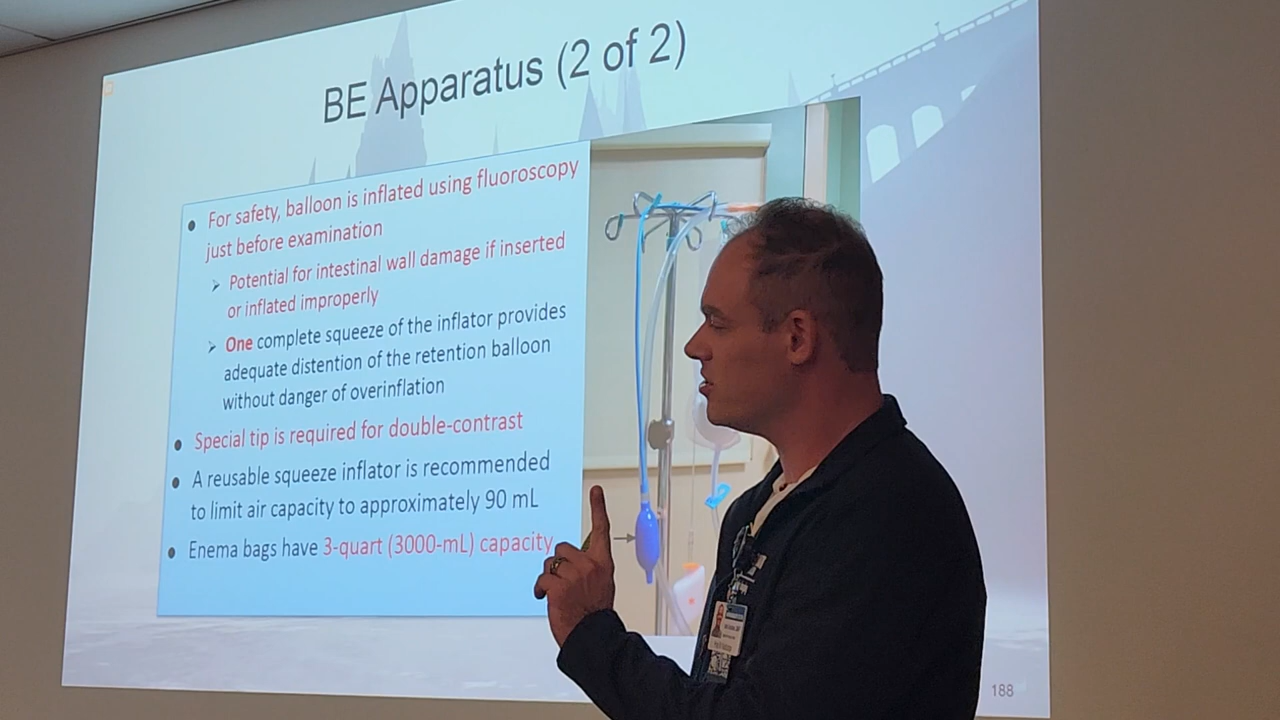 BE Apparatus (2 of 2)
• For safety, balloon is inflated using fluoroscopy
just before examination
➢ Potential for intestinal wall damage if inserted
or inflated improperly
➢ One complete squeeze of the inflator provides
adequate distention of the retention balloon
without danger of overinflation
• Special tip is required for double-contrast
• A reusable squeeze inflator is recommended
to limit air capacity to approximately 90 mL
• Enema bags have 3-quart (3000-mL) capacity
188